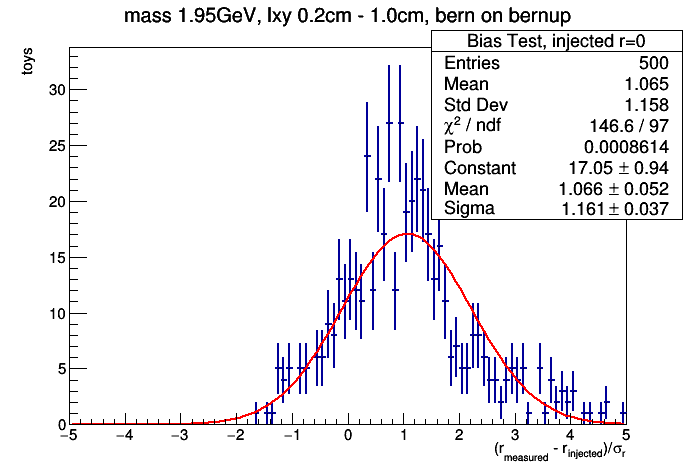 mass 1.95GeV, lxy 0.2cm - 1.0cm, bern on bernup
Bias Test, injected r=0
Entries 500
Mean 1.065
Std Dev 1.158
χ² / ndf 146.6 / 97
Prob 0.0008614
Constant 17.05 ± 0.94
Mean 1.066 ± 0.052
Sigma 1.161 ± 0.037
toys
30
25
20
15
10
5
0
−5 −4 −3 −2 −1 0 1 2 3 4 5
(r_measured - r_injected)/σ_r